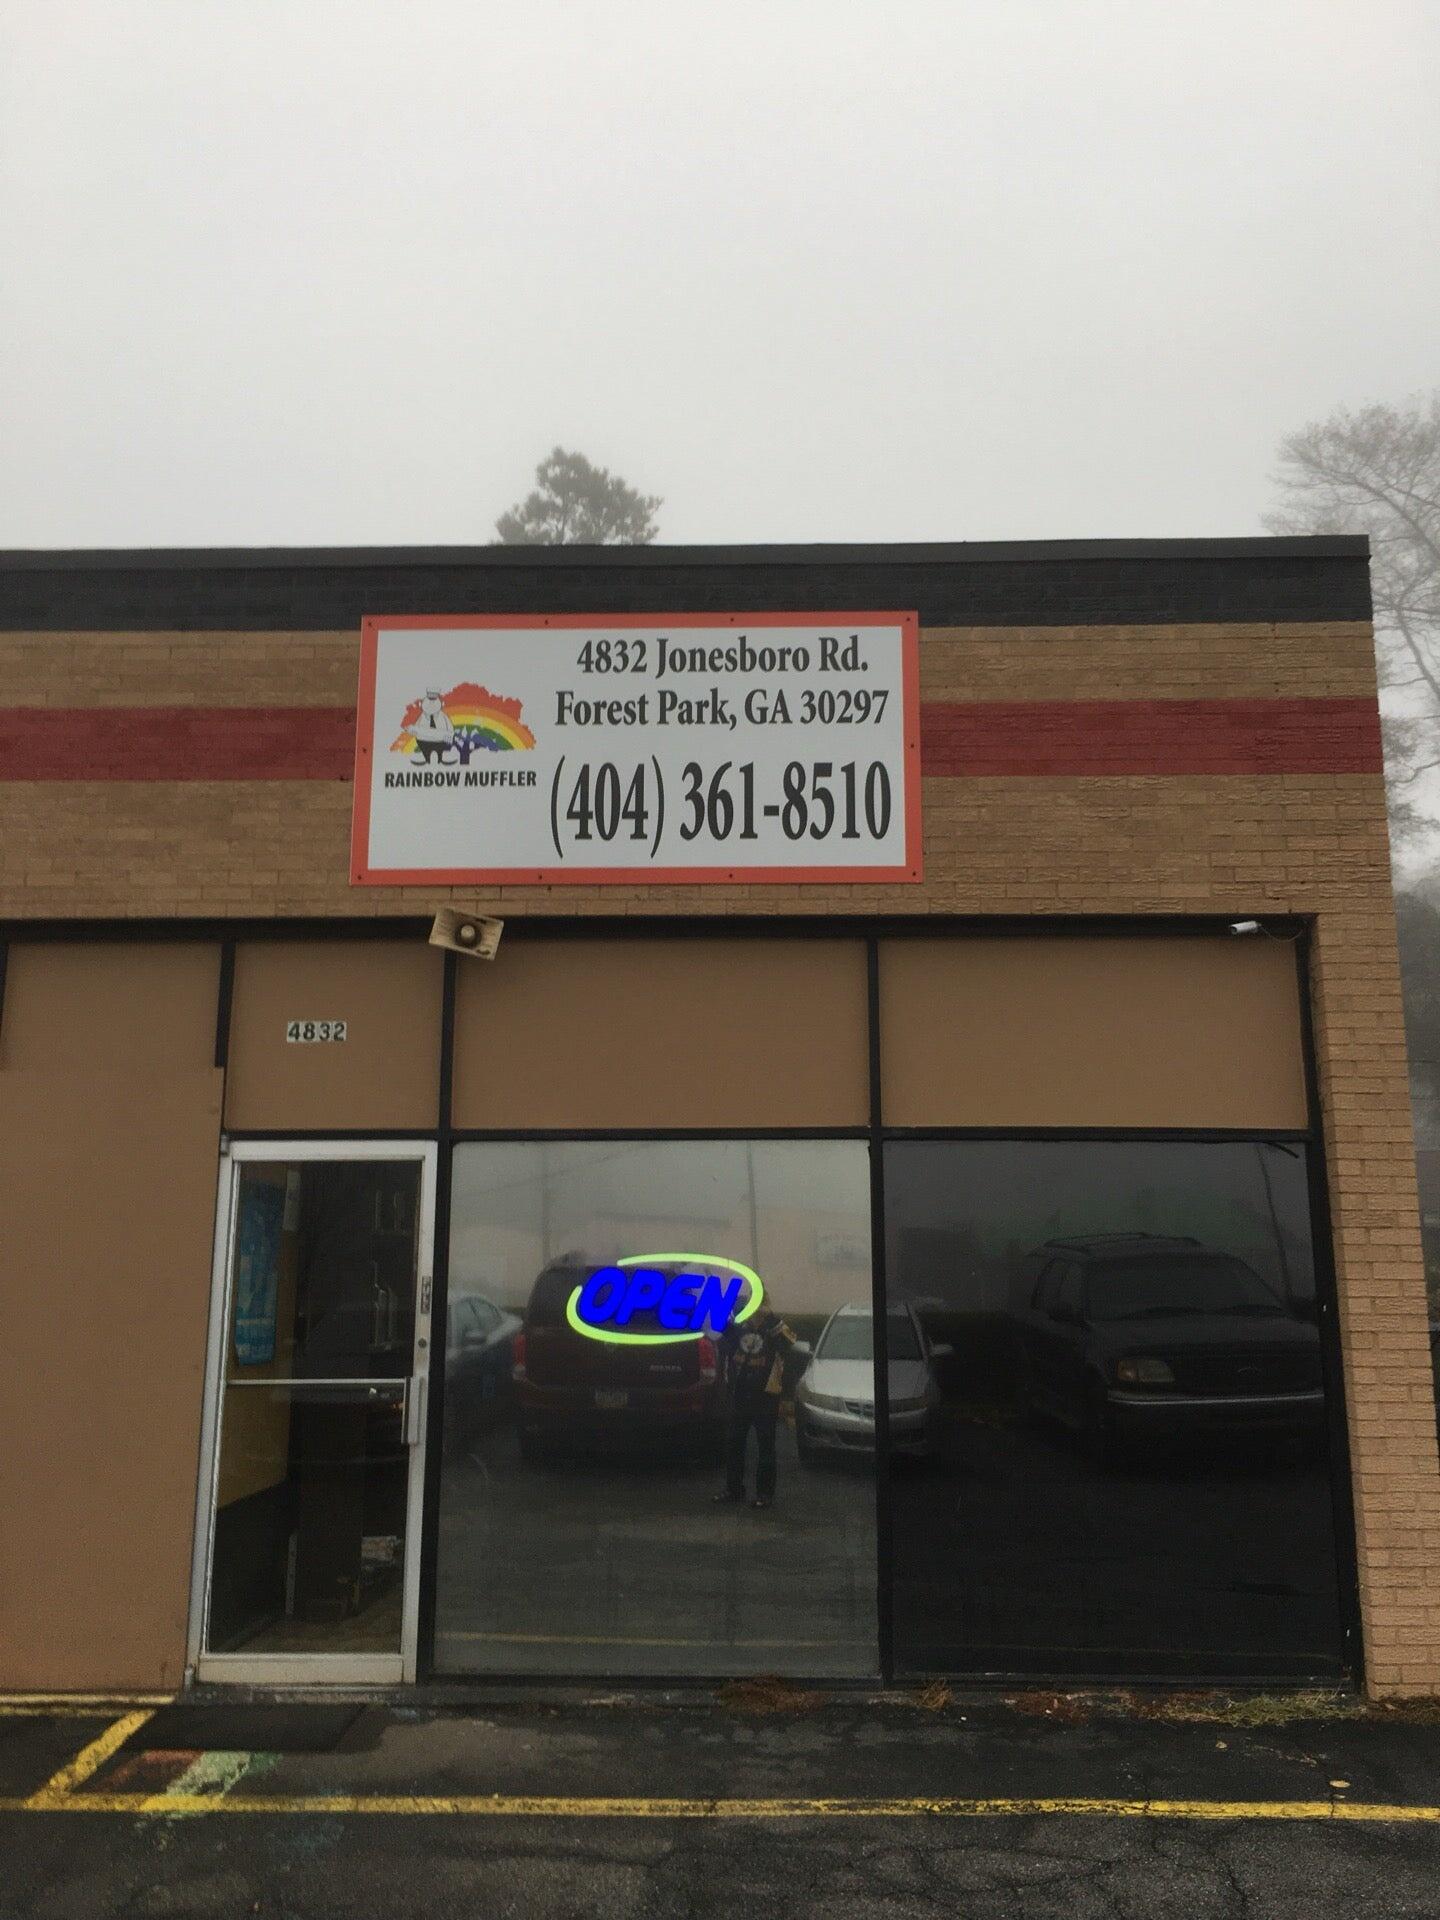 4832 Jonesboro Rd.
Forest Park, GA 30297
RAINBOW MUFFLER
(404) 361-8510
4832
OPEN